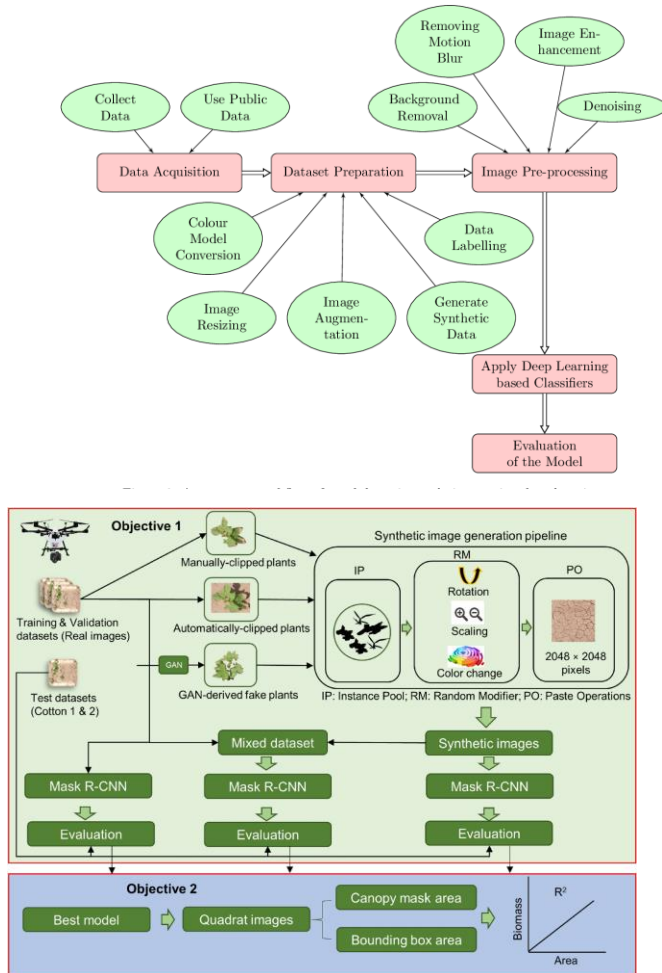 Removing
Motion
Blur
Image En-
hancement
Collect
Data
Use Public
Data
Background
Removal
Denoising
Data Acquisition
Dataset Preparation
Image Pre-processing
Colour
Model
Conversion
Data
Labelling
Image
Resizing
Image
Augmen-
tation
Generate
Synthetic
Data
Apply Deep Learning
based Classifiers
Evaluation
of the Model
Objective 1
Manually-clipped plants
Training & Validation
datasets (Real images)
Automatically-clipped plants
GAN
Test datasets
(Cotton 1 & 2)
GAN-derived fake plants
Synthetic image generation pipeline
IP
RM
Rotation
Scaling
Color change
PO
2048 × 2048
pixels
IP: Instance Pool; RM: Random Modifier; PO: Paste Operations
Mixed dataset
Synthetic images
Mask R-CNN
Mask R-CNN
Mask R-CNN
Evaluation
Evaluation
Evaluation
Objective 2
Best model
Quadrat images
Canopy mask area
Bounding box area
Biomass
R²
Area